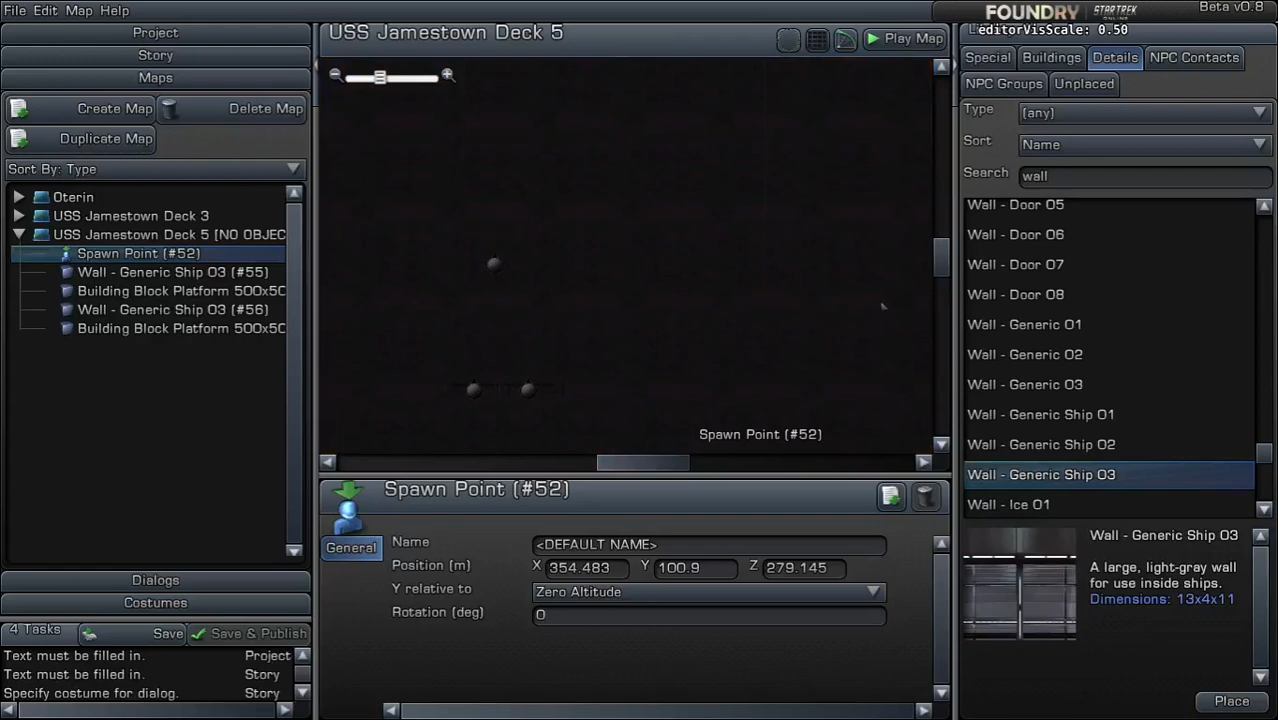 File Edit Map Help
FOUNDRY STAR TREK ONLINE
Beta v0.8
Project
Story
Maps
Create Map
Delete Map
Duplicate Map
Sort By: Type
Oterin
USS Jamestown Deck 3
USS Jamestown Deck 5 [NO OBJEC
Spawn Point (#52)
Wall - Generic Ship 03 (#55)
Building Block Platform 500x50
Wall - Generic Ship 03 (#56)
Building Block Platform 500x50
Dialogs
Costumes
4 Tasks
Save
Save & Publish
Text must be filled in. Project
Text must be filled in. Story
Specify costume for dialog. Story
USS Jamestown Deck 5
Play Map
Spawn Point (#52)
Spawn Point (#52)
General
Name <DEFAULT NAME>
Position (m) X 354.483 Y 100.9 Z 279.145
Y relative to Zero Altitude
Rotation (deg) 0
editorVisScale: 0.50
Special Buildings Details NPC Contacts
NPC Groups Unplaced
Type (any)
Sort Name
Search wall
Wall - Door 05
Wall - Door 06
Wall - Door 07
Wall - Door 08
Wall - Generic 01
Wall - Generic 02
Wall - Generic 03
Wall - Generic Ship 01
Wall - Generic Ship 02
Wall - Generic Ship 03
Wall - Ice 01
Wall - Generic Ship 03
A large, light-gray wall
for use inside ships.
Dimensions: 13x4x11
Place